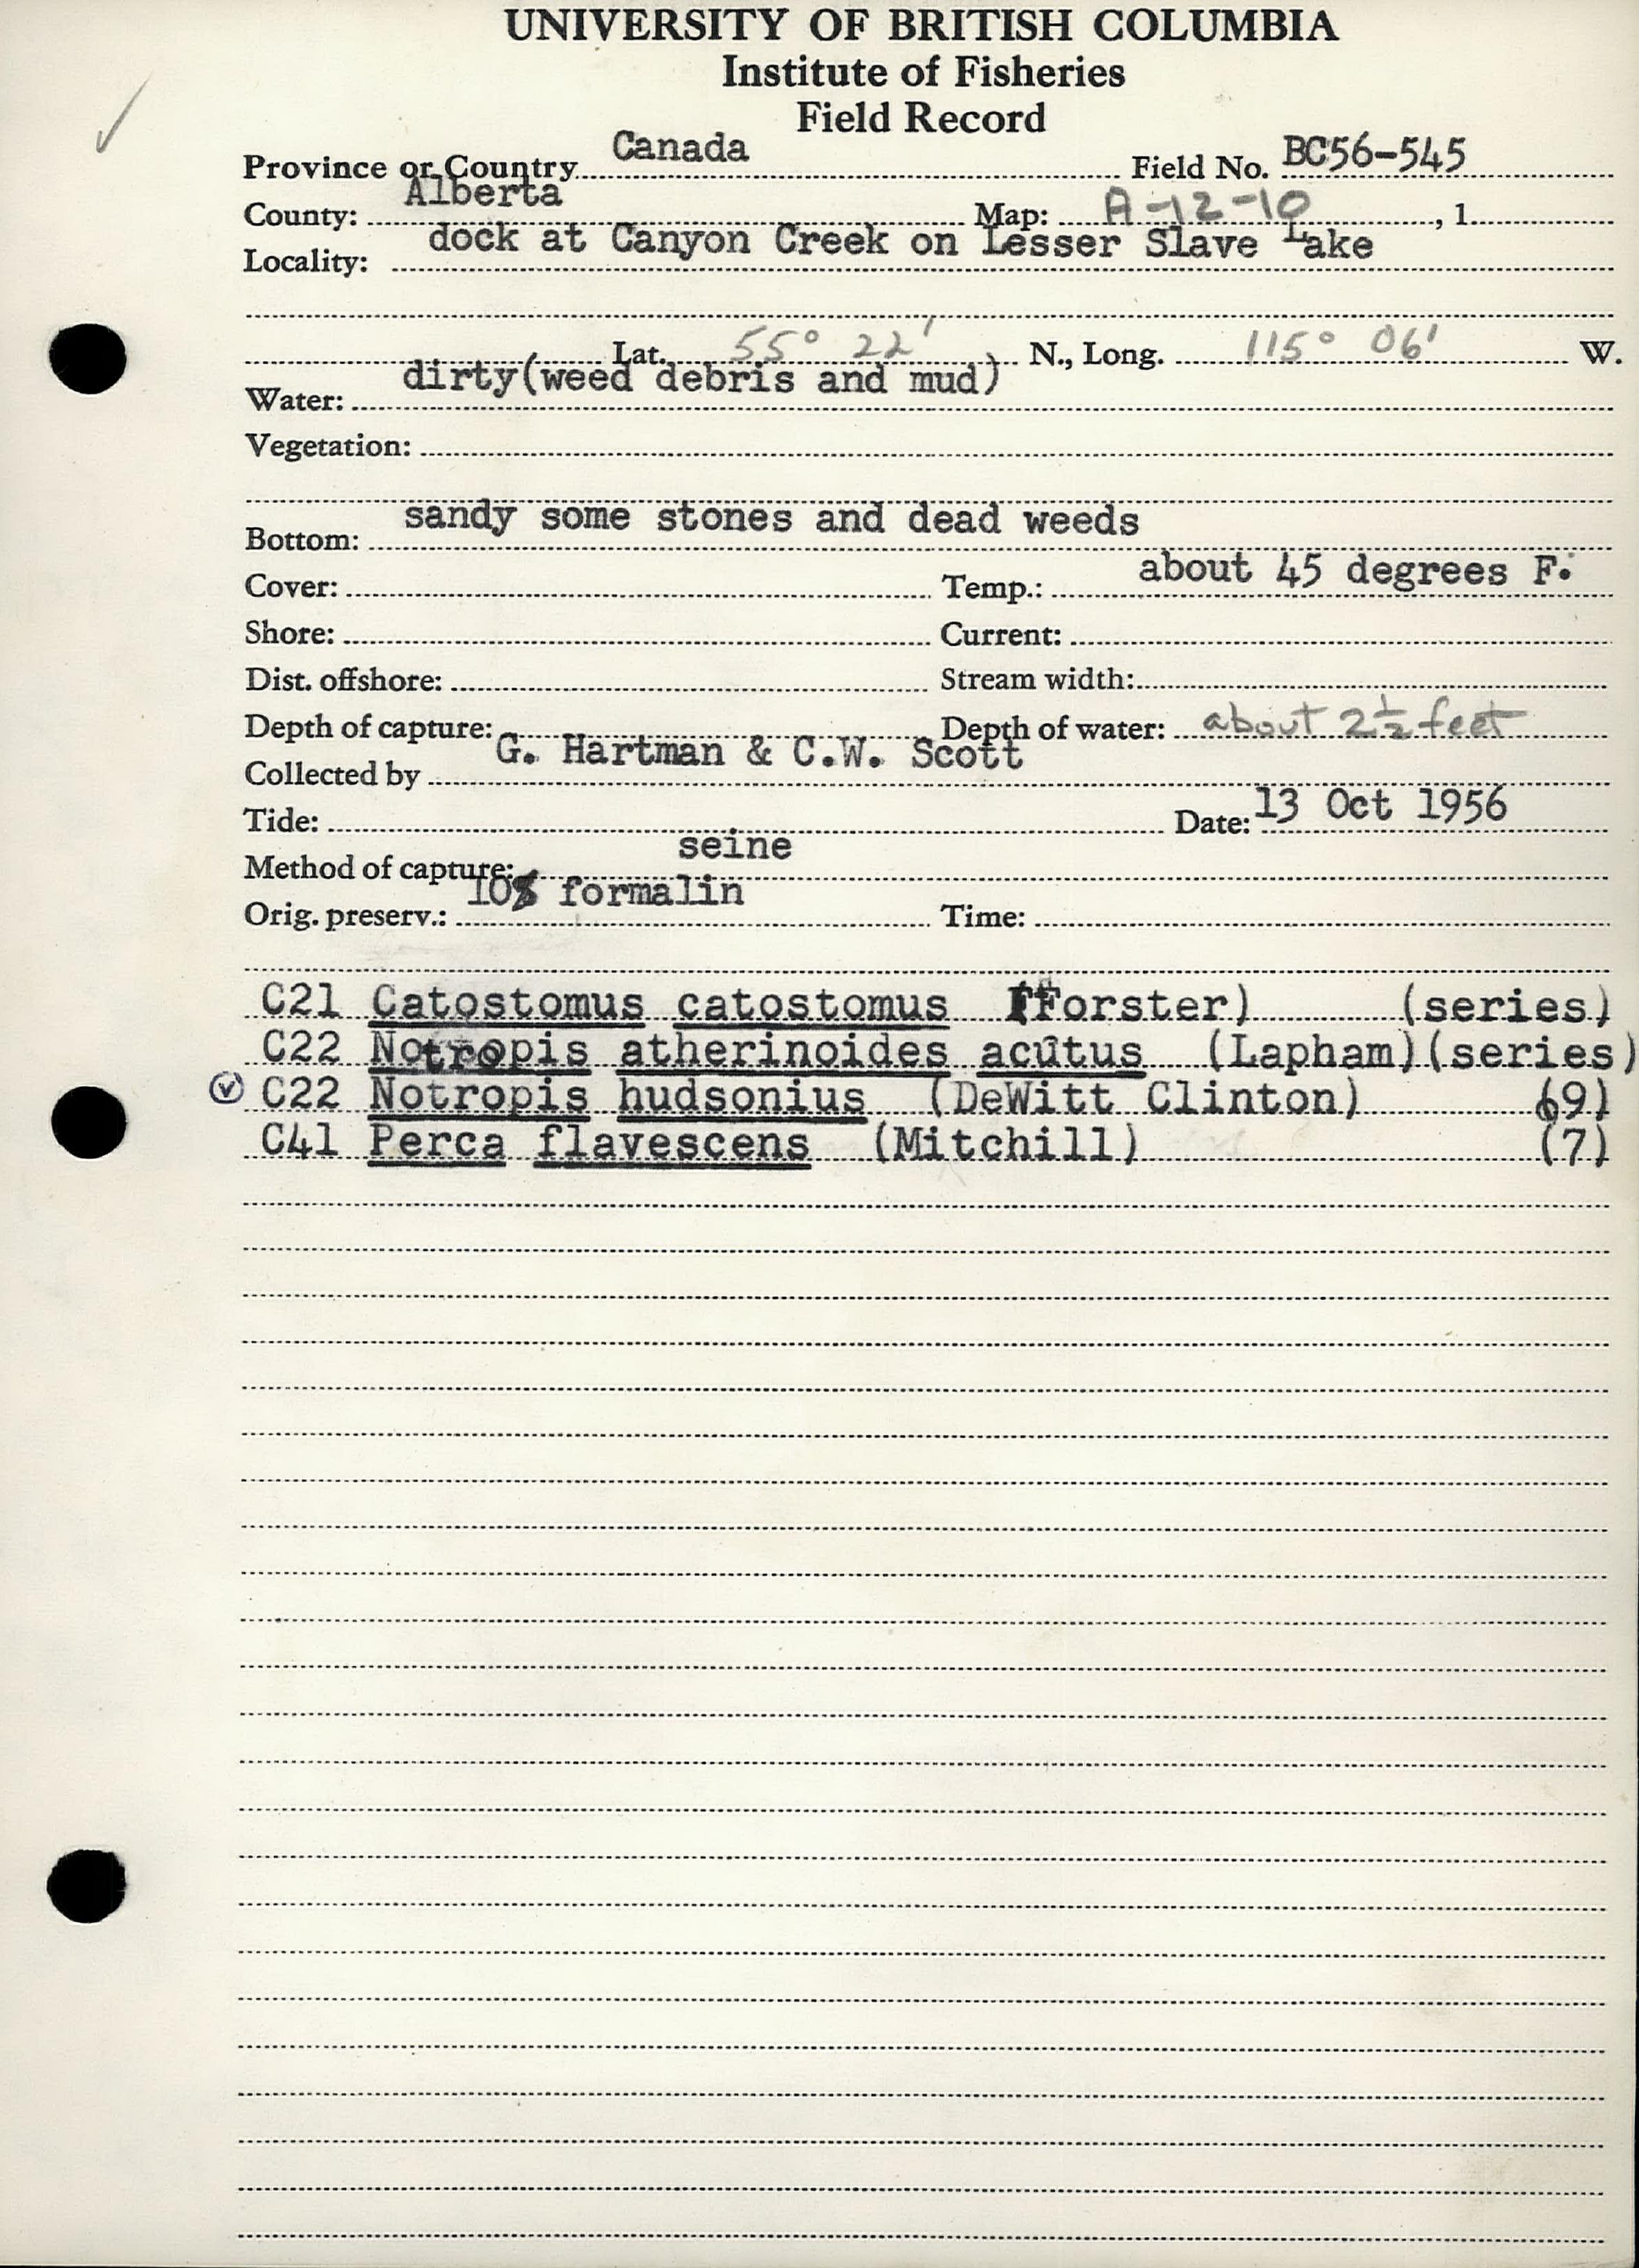 UNIVERSITY OF BRITISH COLUMBIA
Institute of Fisheries
Field Record
Province or Country Canada Field No. BC56-545
County: Alberta Map: A-12-10, 1
Locality: dock at Canyon Creek on Lesser Slave Lake
Lat. 55° 22' N., Long. 115° 06' W.
Water: dirty(weed debris and mud)
Vegetation:
Bottom: sandy some stones and dead weeds
Cover: Temp.: about 45 degrees F.
Shore: Current:
Dist. offshore: Stream width:
Depth of capture: Depth of water: about 2½ feet
Collected by G. Hartman & C.W. Scott
Tide: Date: 13 Oct 1956
Method of capture: seine
Orig. preserv.: 10% formalin Time:
C21 Catostomus catostomus (Forster) (series)
C22 Notropis atherinoides acutus (Lapham)(series)
C22 Notropis hudsonius (DeWitt Clinton) (9)
C41 Perca flavescens (Mitchill) (7)